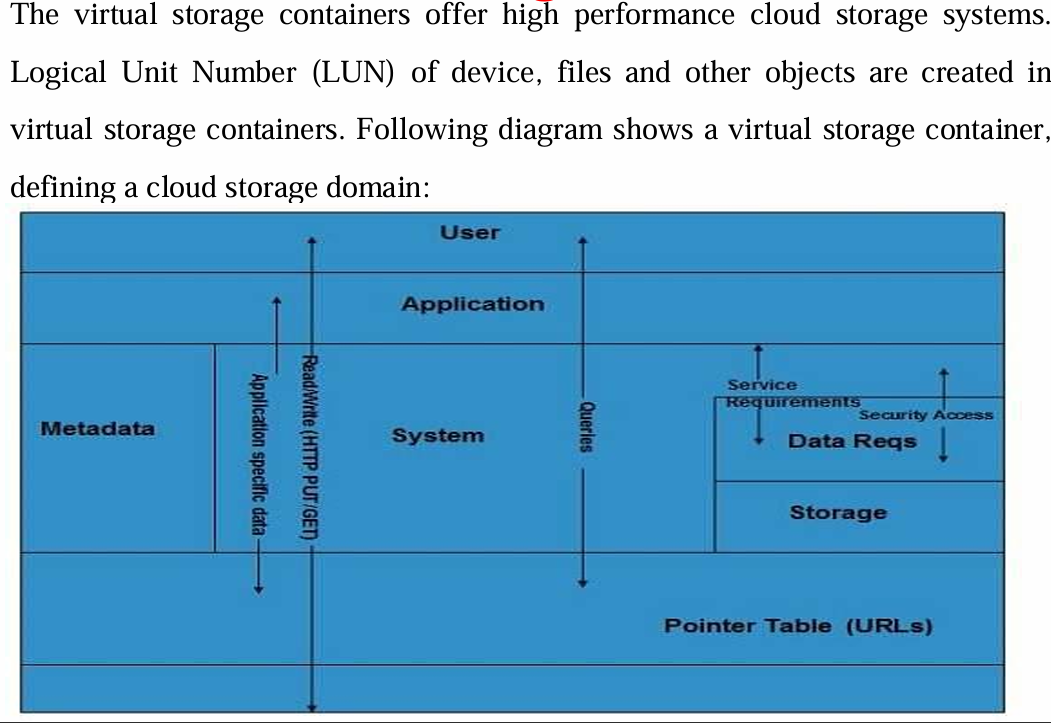 The virtual storage containers offer high performance cloud storage systems.
Logical Unit Number (LUN) of device, files and other objects are created in
virtual storage containers. Following diagram shows a virtual storage container,
defining a cloud storage domain:
User
Application
Metadata
Application specific data
Read/Write (HTTP PUT/GET)
System
Queries
Service
Requirements
Security Access
Data Reqs
Storage
Pointer Table (URLs)